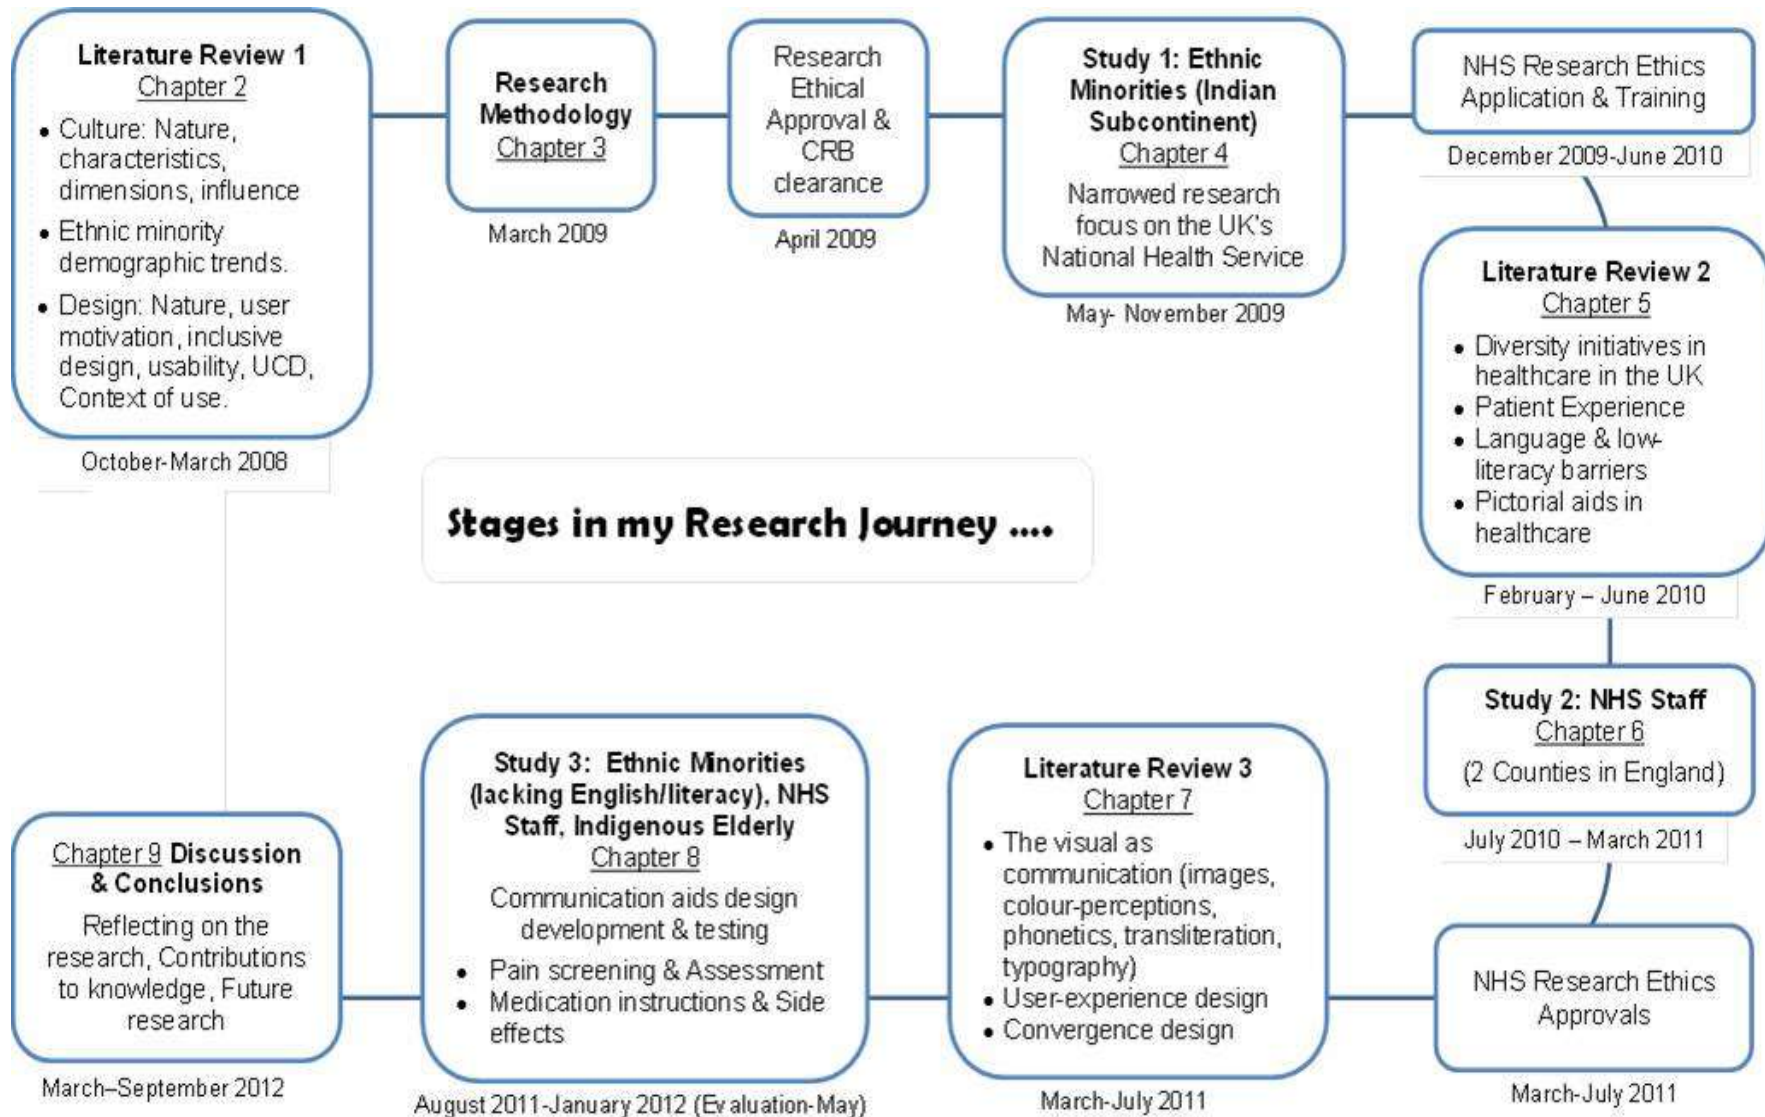 Literature Review 1
Chapter 2
• Culture: Nature,
characteristics,
dimensions, influence
• Ethnic minority
demographic trends.
• Design: Nature, user
motivation, inclusive
design, usability, UCD,
Context of use.
October-March 2008
Research
Methodology
Chapter 3
March 2009
Research
Ethical
Approval &
CRB
clearance
April 2009
Study 1: Ethnic
Minorities (Indian
Subcontinent)
Chapter 4
Narrowed research
focus on the UK's
National Health Service
May- November 2009
NHS Research Ethics
Application & Training
December 2009-June 2010
Literature Review 2
Chapter 5
• Diversity initiatives in
healthcare in the UK
• Patient Experience
• Language & low-
literacy barriers
• Pictorial aids in
healthcare
February – June 2010
Stages in my Research Journey ....
Study 2: NHS Staff
Chapter 6
(2 Counties in England)
July 2010 – March 2011
NHS Research Ethics
Approvals
March-July 2011
Literature Review 3
Chapter 7
• The visual as
communication (images,
colour-perceptions,
phonetics, transliteration,
typography)
• User-experience design
• Convergence design
March-July 2011
Study 3: Ethnic Minorities
(lacking English/literacy), NHS
Staff, Indigenous Elderly
Chapter 8
Communication aids design
development & testing
• Pain screening & Assessment
• Medication instructions & Side
effects
August 2011-January 2012 (Evaluation-May)
Chapter 9 Discussion
& Conclusions
Reflecting on the
research, Contributions
to knowledge, Future
research
March–September 2012